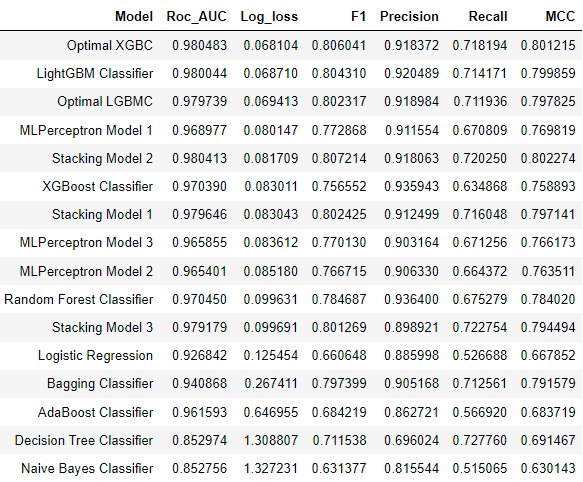 Model Roc_AUC Log_loss F1 Precision Recall MCC
Optimal XGBC 0.980483 0.068104 0.806041 0.918372 0.718194 0.801215
LightGBM Classifier 0.980044 0.068710 0.804310 0.920489 0.714171 0.799859
Optimal LGBMC 0.979739 0.069413 0.802317 0.918984 0.711936 0.797825
MLPerceptron Model 1 0.968977 0.080147 0.772868 0.911554 0.670809 0.769819
Stacking Model 2 0.980413 0.081709 0.807214 0.918063 0.720250 0.802274
XGBoost Classifier 0.970390 0.083011 0.756552 0.935943 0.634868 0.758893
Stacking Model 1 0.979646 0.083043 0.802425 0.912499 0.716048 0.797141
MLPerceptron Model 3 0.965855 0.083612 0.770130 0.903164 0.671256 0.766173
MLPerceptron Model 2 0.965401 0.085180 0.766715 0.906330 0.664372 0.763511
Random Forest Classifier 0.970450 0.099631 0.784687 0.936400 0.675279 0.784020
Stacking Model 3 0.979179 0.099691 0.801269 0.898921 0.722754 0.794494
Logistic Regression 0.926842 0.125454 0.660648 0.885998 0.526688 0.667852
Bagging Classifier 0.940868 0.267411 0.797399 0.905168 0.712561 0.791579
AdaBoost Classifier 0.961593 0.646955 0.684219 0.862721 0.566920 0.683719
Decision Tree Classifier 0.852974 1.308807 0.711538 0.696024 0.727760 0.691467
Naive Bayes Classifier 0.852756 1.327231 0.631377 0.815544 0.515065 0.630143